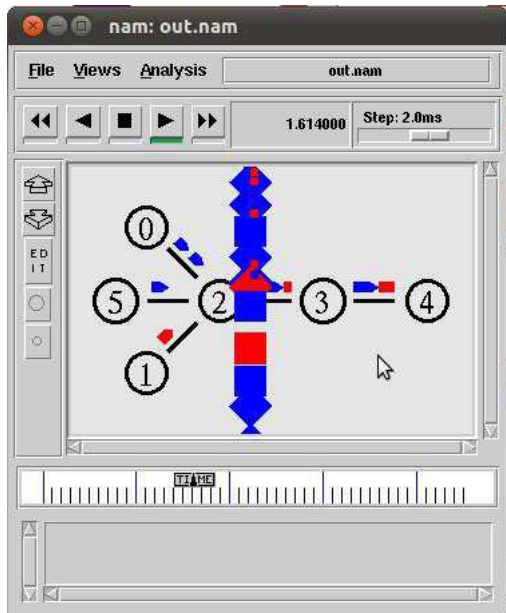 nam: out.nam
File Views Analysis out.nam
1.614000 Step: 2.0ms
ED
IT
0
5 2 3 4
1
TIME